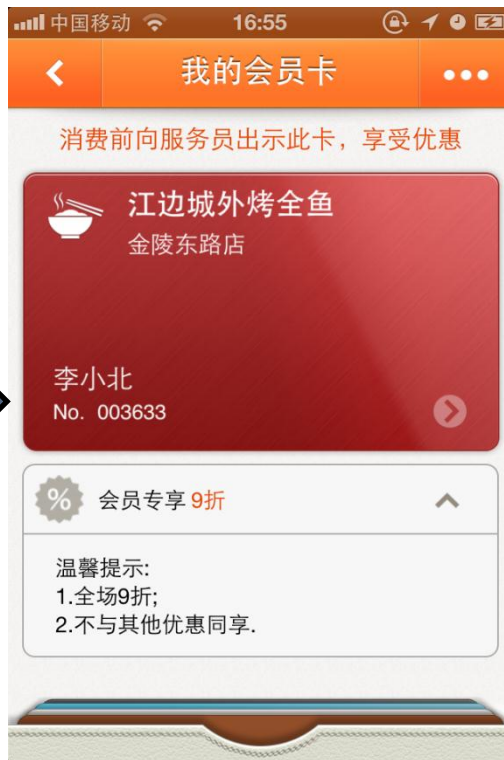 中国移动 16:55
我的会员卡
消费前向服务员出示此卡，享受优惠
江边城外烤全鱼
金陵东路店
李小北
No. 003633
% 会员专享 9折
温馨提示:
1.全场9折;
2.不与其他优惠同享.